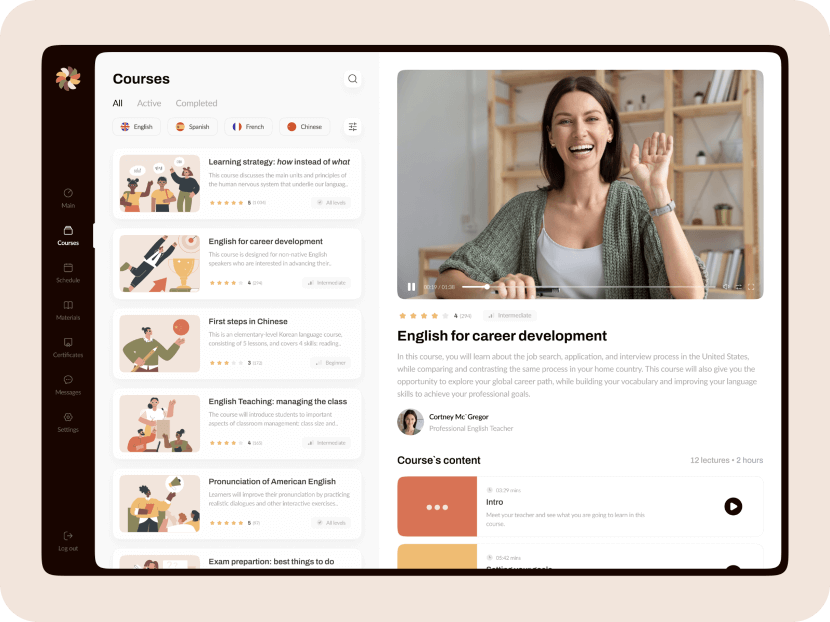 Main
Courses
Schedule
Materials
Certificates
Messages
Settings
Log out
Courses
All Active Completed
English Spanish French Chinese
Learning strategy: how instead of what
This course discusses the main units and principles of
the human nervous system that underlie our languag..
5
All levels
English for career development
This course is designed for non-native English
speakers who are interested in advancing their..
4 (294)
Intermediate
First steps in Chinese
This is an elementary-level Korean language course,
consisting of 5 lessons, and covers 4 skills: reading..
3
Beginner
English Teaching: managing the class
The course will introduce students to important
aspects of classroom management: class size and..
4
Intermediate
Pronunciation of American English
Learners will improve their pronunciation by practicing
realistic dialogues and other interactive exercises.
5
All levels
Exam prepartion: best things to do
00:19 / 01:38
4 (294) Intermediate
English for career development
In this course, you will learn about the job search, application, and interview process in the United States,
while comparing and contrasting the same process in your home country. This course will also give you the
opportunity to explore your global career path, while building your vocabulary and improving your language
skills to achieve your professional goals.
Cortney Mc`Gregor
Professional English Teacher
Course`s content
12 lectures • 2 hours
03:29 mins
Intro
Meet your teacher and see what you are going to learn in this
course.
05:42 mins